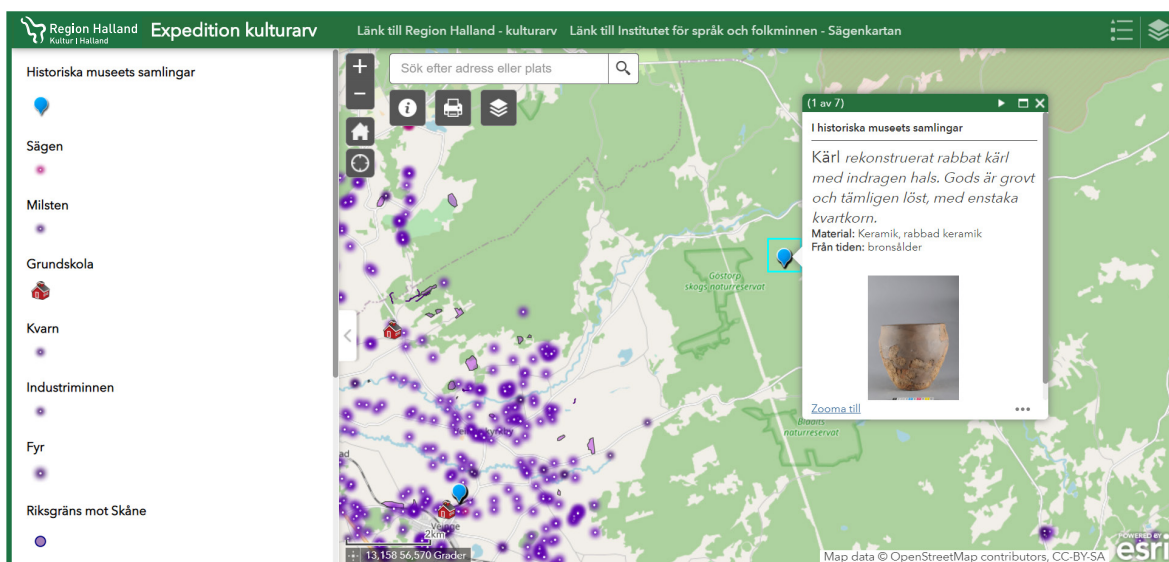 Region Halland
Kultur i Halland
Expedition kulturarv
Länk till Region Halland - kulturarv Länk till Institutet för språk och folkminnen - Sägenkartan
Historiska museets samlingar
Sägen
Milsten
Grundskola
Kvarn
Industriminnen
Fyr
Riksgräns mot Skåne
+
Sök efter adress eller plats
−
(1 av 7)
I historiska museets samlingar
Kärl rekonstruerat rabbat kärl
med indragen hals. Gods är grovt
och tämligen löst, med enstaka
kvartkorn.
Material: Keramik, rabbad keramik
Från tiden: bronsålder
Zooma till
Göstorp
skogs naturreservat
naturreservat
Veinge
2km
13,158 56,570 Grader
Map data © OpenStreetMap contributors, CC-BY-SA
POWERED BY
esri